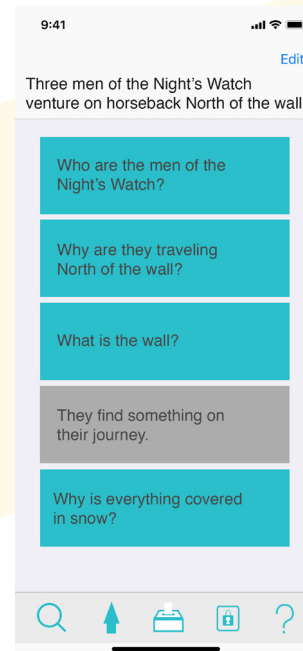 9:41
Edit
Three men of the Night's Watch
venture on horseback North of the wall
Who are the men of the
Night's Watch?
Why are they traveling
North of the wall?
What is the wall?
They find something on
their journey.
Why is everything covered
in snow?
?